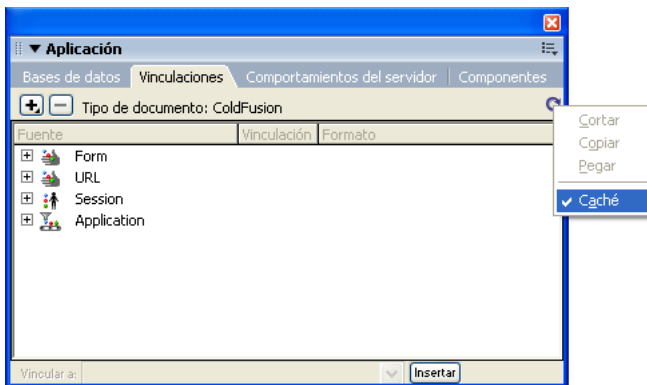 Aplicación
Bases de datos Vinculaciones Comportamientos del servidor Componentes
Tipo de documento: ColdFusion
Fuente Vinculación Formato
Form
URL
Session
Application
Vincular a: Insertar
Cortar
Copiar
Pegar
Caché